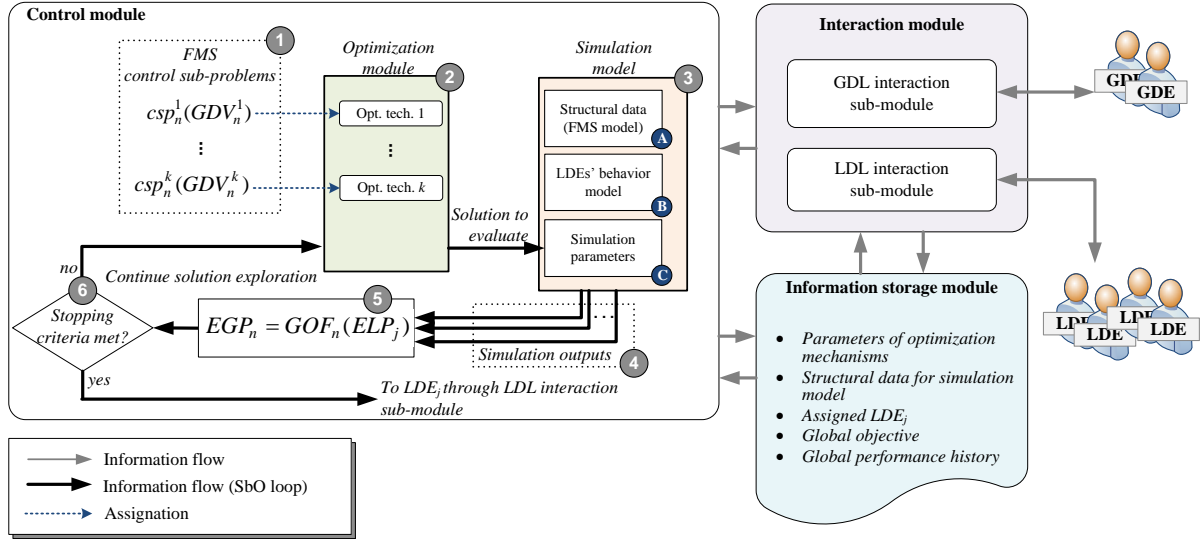 Control module
1
FMS
control sub-problems
csp_n^1(GDV_n^1)
⋮
csp_n^k(GDV_n^k)
Optimization
module
2
Opt. tech. 1
⋮
Opt. tech. k
Simulation
model
3
Structural data
(FMS model)
A
LDEs' behavior
model
B
Simulation
parameters
C
Solution to
evaluate
no
Continue solution exploration
6
Stopping
criteria met?
yes
5
EGP_n = GOF_n(ELP_j)
...
Simulation outputs
4
To LDE_j through LDL interaction
sub-module
Interaction module
GDL interaction
sub-module
LDL interaction
sub-module
GDE
GDE
Information storage module
• Parameters of optimization
mechanisms
• Structural data for simulation
model
• Assigned LDE_j
• Global objective
• Global performance history
LDE
LDE
LDE
LDE
Information flow
Information flow (SbO loop)
Assignation